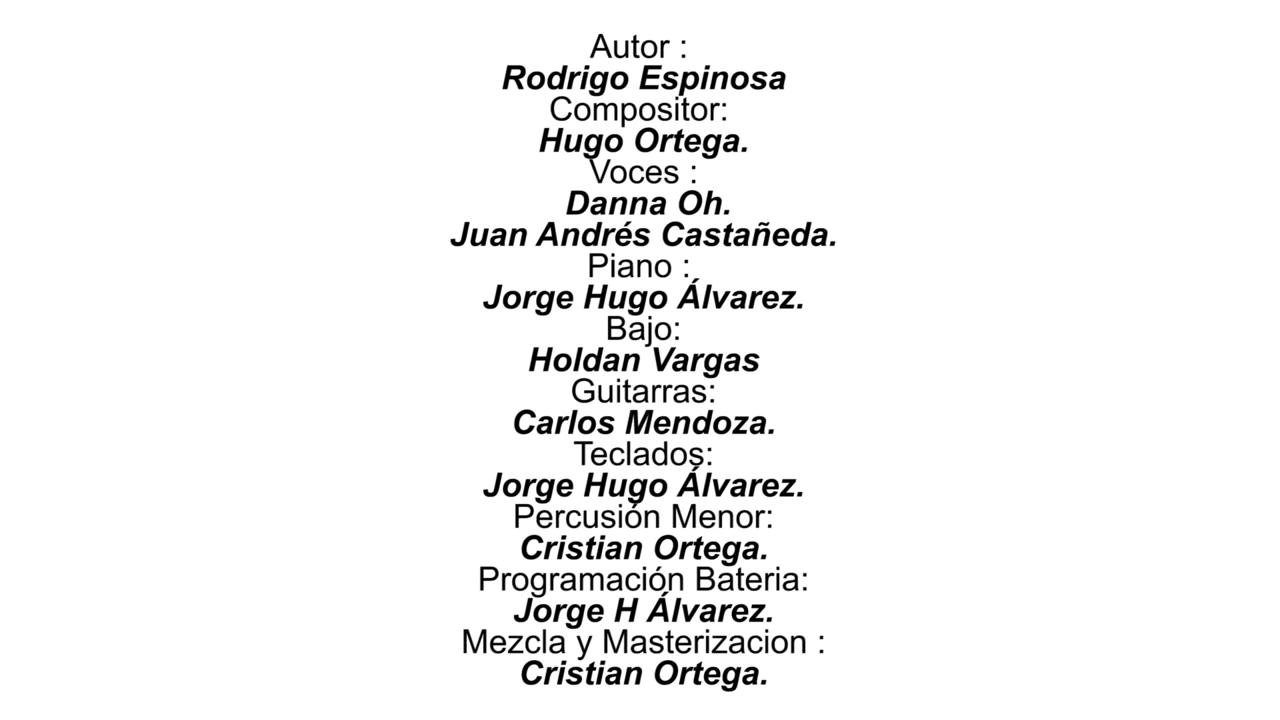 Autor :
Rodrigo Espinosa
Compositor:
Hugo Ortega.
Voces :
Danna Oh.
Juan Andrés Castañeda.
Piano :
Jorge Hugo Álvarez.
Bajo:
Holdan Vargas
Guitarras:
Carlos Mendoza.
Teclados:
Jorge Hugo Álvarez.
Percusión Menor:
Cristian Ortega.
Programación Bateria:
Jorge H Álvarez.
Mezcla y Masterizacion :
Cristian Ortega.